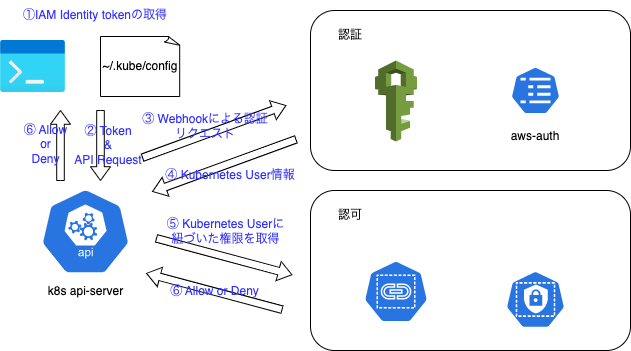 ①IAM Identity tokenの取得
~/.kube/config
⑥ Allow
or
Deny
② Token
&
API Request
③ Webhookによる認証
リクエスト
④ Kubernetes User情報
api
k8s api-server
⑤ Kubernetes Userに
紐づいた権限を取得
⑥ Allow or Deny
認証
aws-auth
認可